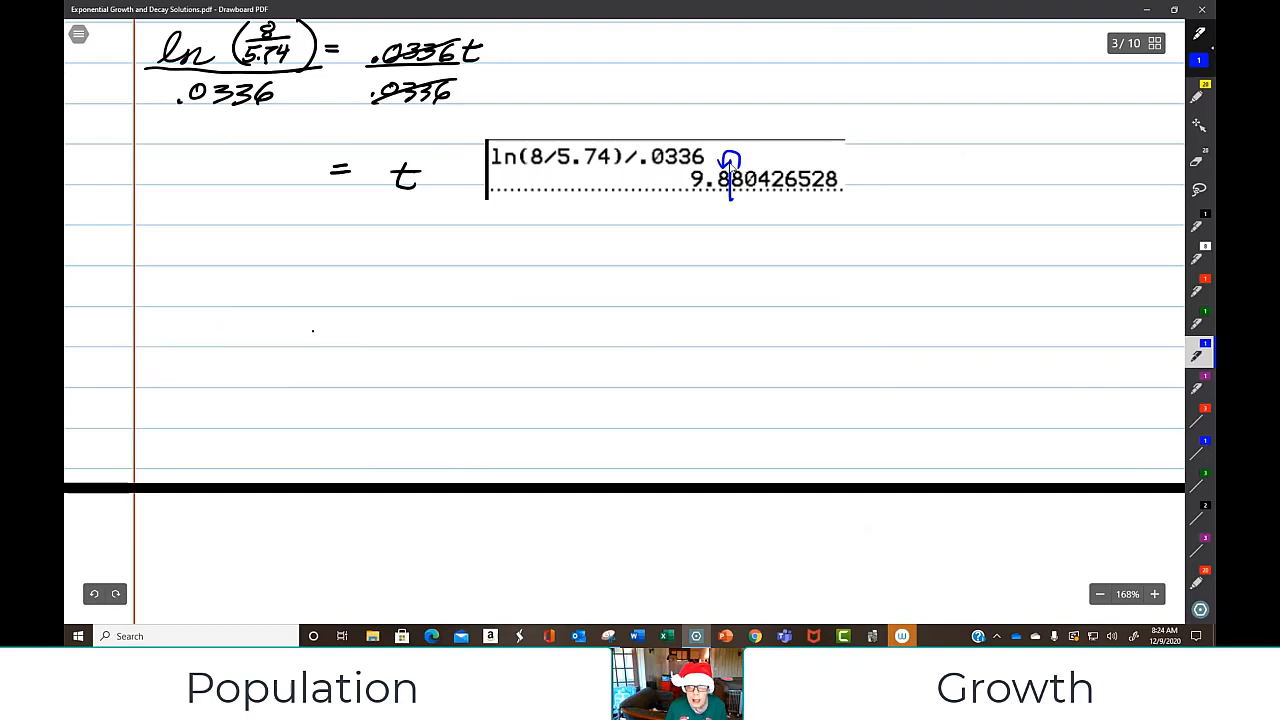 Exponential Growth and Decay Solutions.pdf - Drawboard PDF
3 / 10
ln (8/5.74) = .0336t
.0336 .0336
= t
ln(8/5.74)/.0336
9.880426528
168%
Search
8:24 AM
12/9/2020
Population
Growth